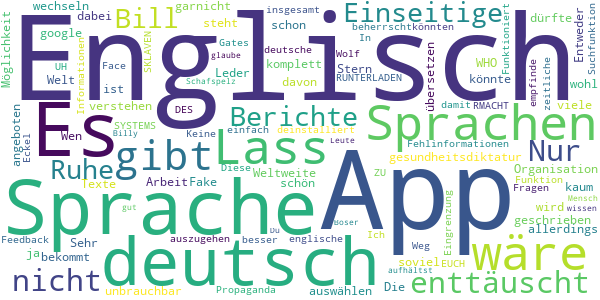 wechseln garnicht dabei Bill insgesamt Einseitige
Möglichkeit google steht schon beherrscht könnten dürfte
Englisch
UH Welt SKLAVEN Gates In Entweder Funktioniert Suchfunktion
Informationen deutsche Wolf Stern komplett WHO
Face glaube Leder davon übersetzen könnte
ist RUNTERLADEN empfinde zeitliche wohl
verstehen DES Schafspelz
angeboten Es SYSTEMS Berichte Sprachen
Eckel Wen Billy Keine einfach deinstalliert damit RMACHT viele
Diese Leute Fehlinformationen
Ruhe gibt Lass Nur
Weltweite gesundheitsdiktatur
Texte Arbeit Fake schön App zu Organisation
Sprache Funktion Fragen Mensch
gut wird kaum wissen
Eingrenzung geschrieben allerdings
Feedback Sehr auszugehen besser Du Böser englische Ich Weg
ja bekommt soviel EUCH wäre
nicht deutsch auswählen Die aufhältst
unbrauchbar Propaganda enttäuscht